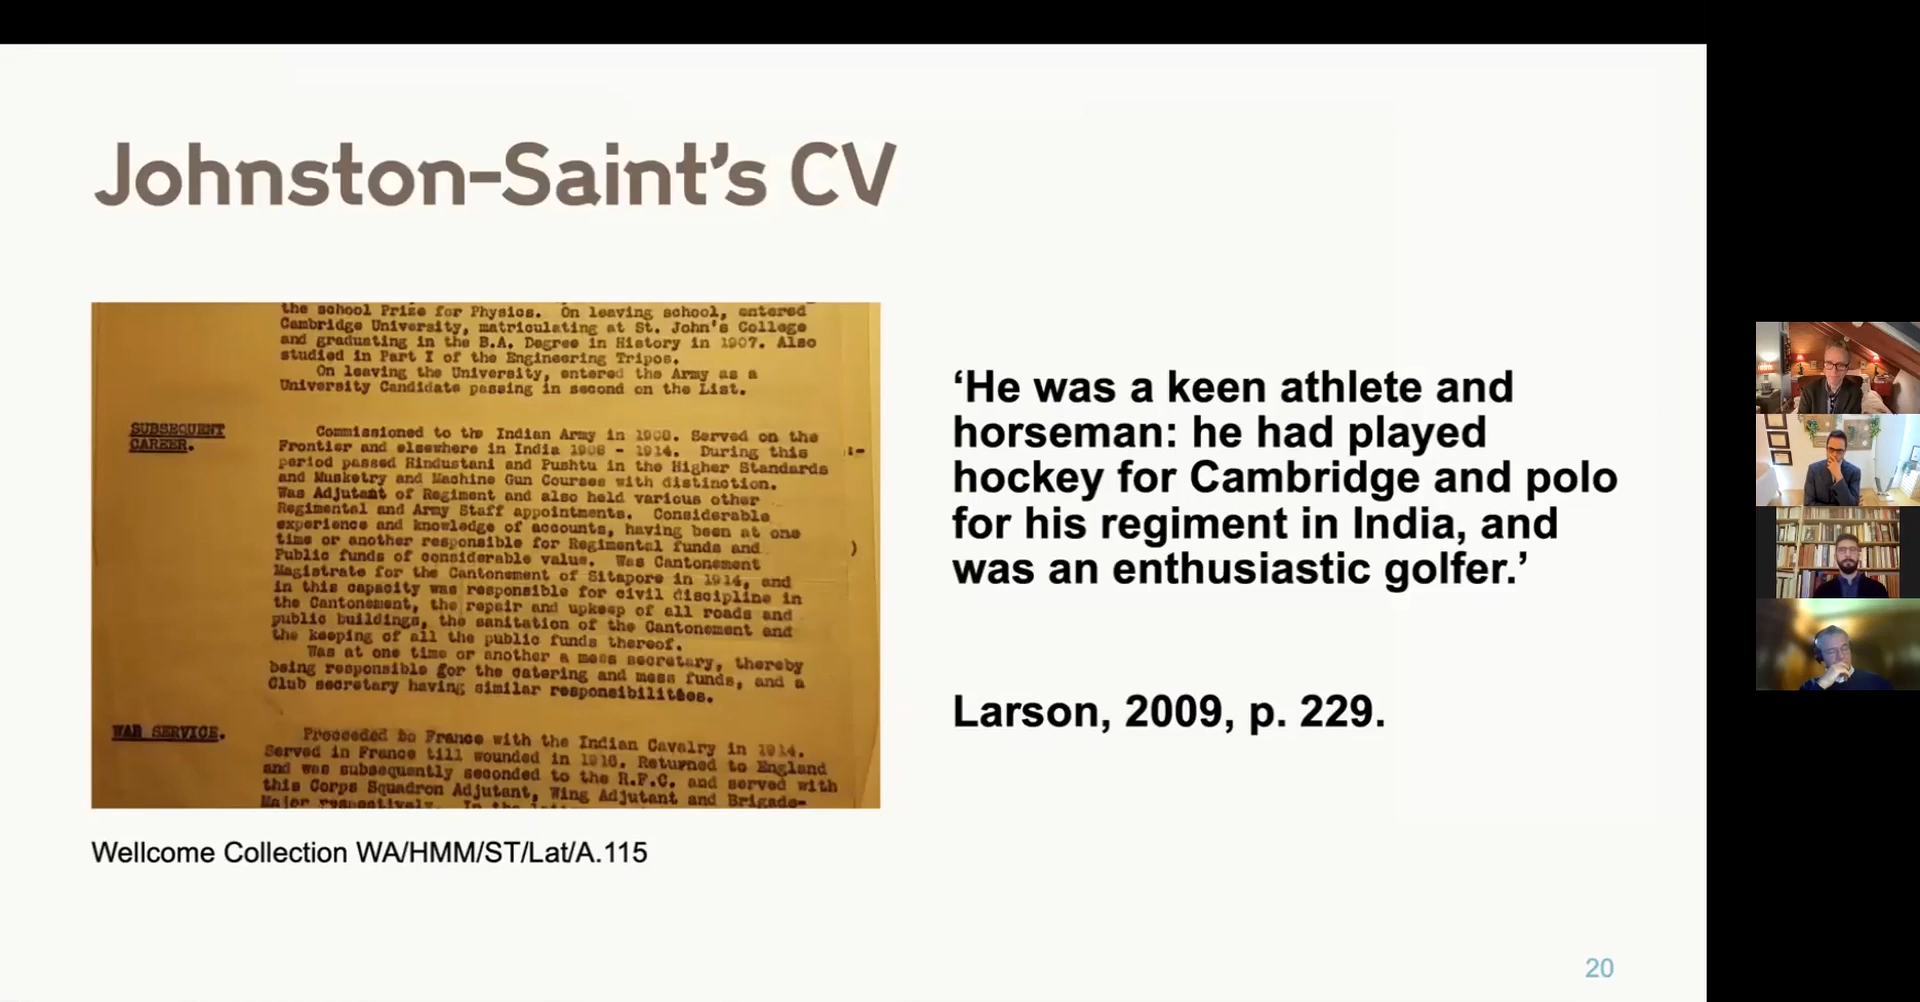 Johnston-Saint’s CV
the school Prize for Physics. On leaving school, entered
Cambridge University, matriculating at St. John's College
and graduating in the B.A. Degree in History in 1907. Also
studied in Part I of the Engineering Tripos.
On leaving the University, entered the Army as a
University Candidate passing in second on the List.
SUBSEQUENT
CAREER.
Commissioned to the Indian Army in 1908. Served on the
Frontier and elsewhere in India 1908 - 1914. During this
period passed Hindustani and Pushtu in the Higher Standards
and Musketry and Machine Gun Courses with distinction.
Was Adjutant of Regiment and also held various other
Regimental and Army Staff appointments. Considerable
experience and knowledge of accounts, having been at one
time or another responsible for Regimental funds and
Public funds of considerable value. Was Cantonment
Magistrate for the Cantonment of Sitapore in 1914, and
in this capacity was responsible for civil discipline in
the Cantonment, the repair and upkeep of all roads and
public buildings, the sanitation of the Cantonment and
the keeping of all the public funds thereof.
Was at one time or another a mess secretary, thereby
being responsible for the catering and mess funds, and a
Club secretary having similar responsibilities.
WAR SERVICE.
Proceeded to France with the Indian Cavalry in 1914.
Served in France till wounded in 1916. Returned to England
and was subsequently seconded to the R.F.C. and served with
this Corps Squadron Adjutant, Wing Adjutant and Brigade-
Major respectively. In the
Wellcome Collection WA/HMM/ST/Lat/A.115
‘He was a keen athlete and
horseman: he had played
hockey for Cambridge and polo
for his regiment in India, and
was an enthusiastic golfer.’
Larson, 2009, p. 229.
20